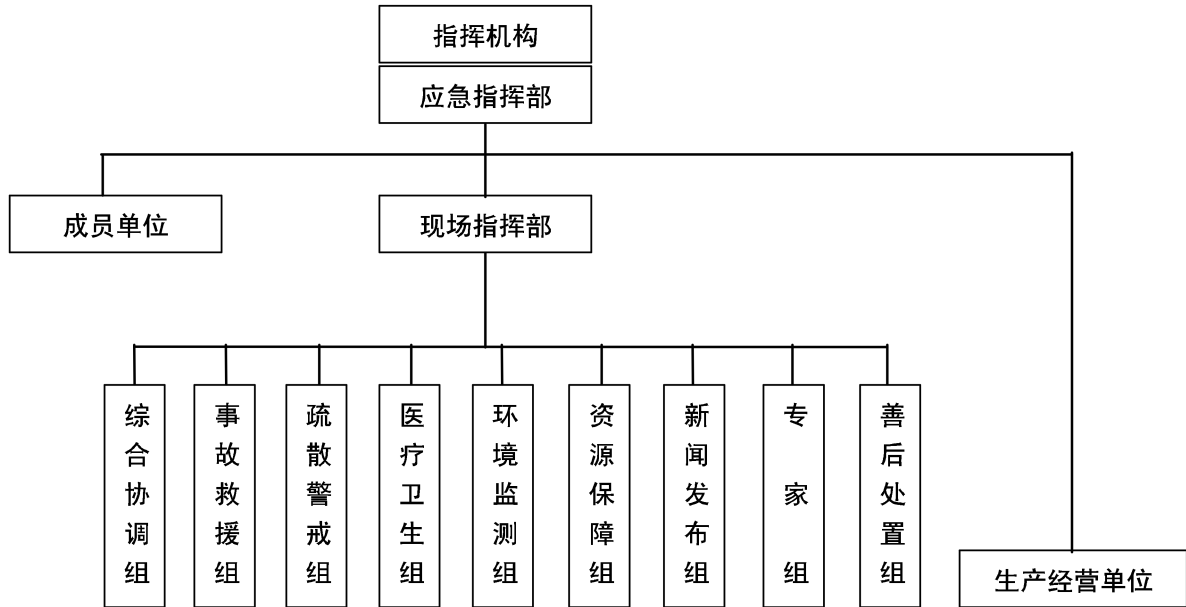 指挥机构
应急指挥部
成员单位
现场指挥部
综合协调组
事故救援组
疏散警戒组
医疗卫生组
环境监测组
资源保障组
新闻发布组
专家组
善后处置组
生产经营单位